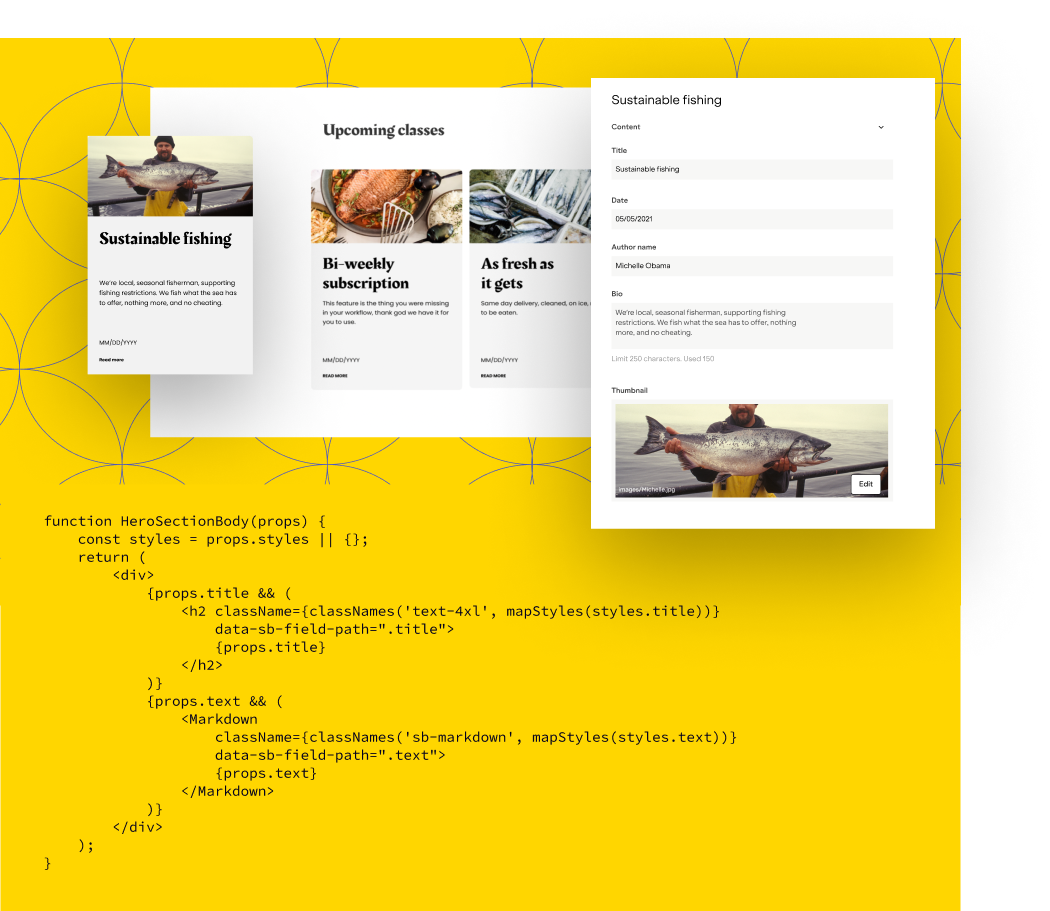 Sustainable fishing
We're local, seasonal fisherman, supporting
fishing restrictions. We fish what the sea has
to offer, nothing more, and no cheating.
MM/DD/YYYY
Read more
Upcoming classes
Bi-weekly
subscription
This feature is the thing you were missing
in your workflow, thank god we have it for
you to use.
MM/DD/YYYY
READ MORE
As fresh as
it gets
Same day delivery, cleaned, on ice,
to be eaten.
MM/DD/YYYY
READ MORE
Sustainable fishing
Content
Title
Sustainable fishing
Date
05/05/2021
Author name
Michelle Obama
Bio
We're local, seasonal fisherman, supporting fishing
restrictions. We fish what the sea has to offer, nothing
more, and no cheating.
Limit 250 characters. Used 150
Thumbnail
images/Michelle.jpg
Edit
function HeroSectionBody(props) {
    const styles = props.styles || {};
    return (
        <div>
            {props.title && (
                <h2 className={classNames('text-4xl', mapStyles(styles.title))}
                    data-sb-field-path=".title">
                    {props.title}
                </h2>
            )}
            {props.text && (
                <Markdown
                    className={classNames('sb-markdown', mapStyles(styles.text))}
                    data-sb-field-path=".text">
                    {props.text}
                </Markdown>
            )}
        </div>
    );
}